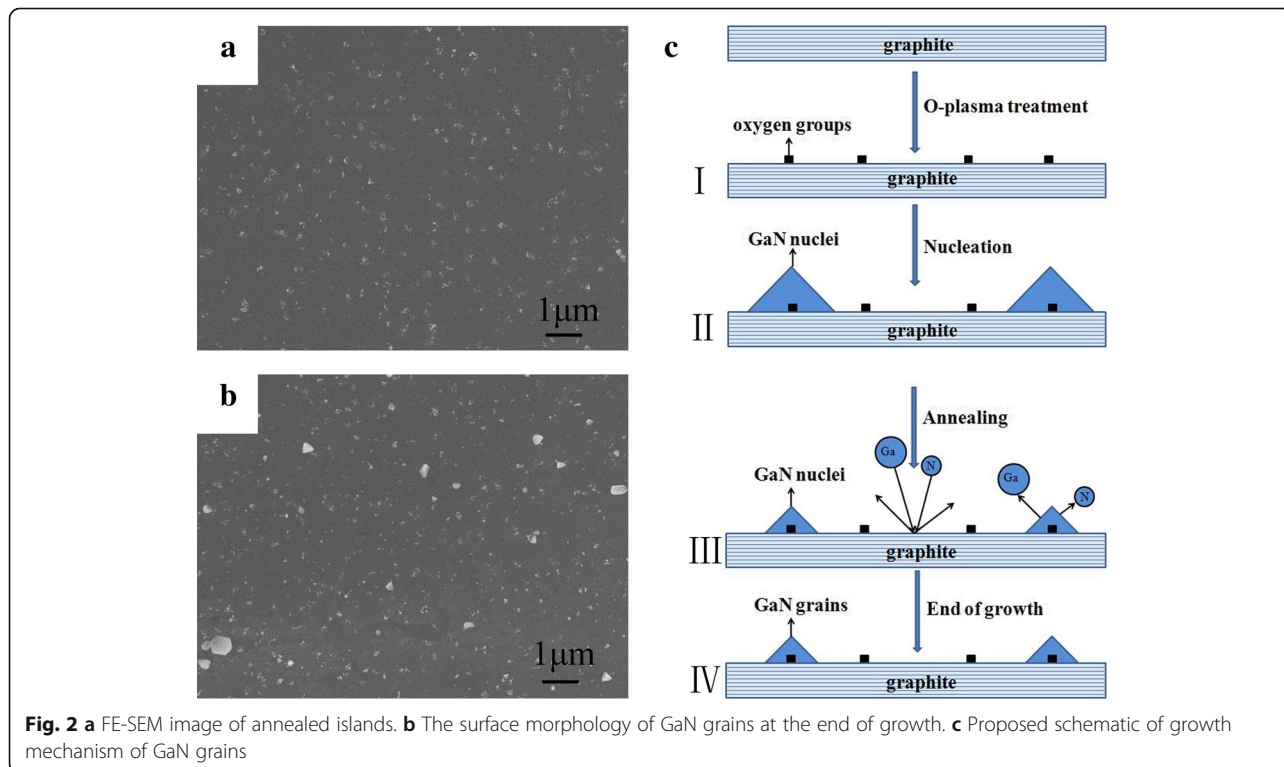 a
1μm
b
1μm
c
graphite
O-plasma treatment
oxygen groups
I
graphite
GaN nuclei
Nucleation
II
graphite
Annealing
GaN nuclei
Ga
N
Ga
N
III
graphite
GaN grains
End of growth
IV
graphite
Fig. 2 a FE-SEM image of annealed islands. b The surface morphology of GaN grains at the end of growth. c Proposed schematic of growth
mechanism of GaN grains